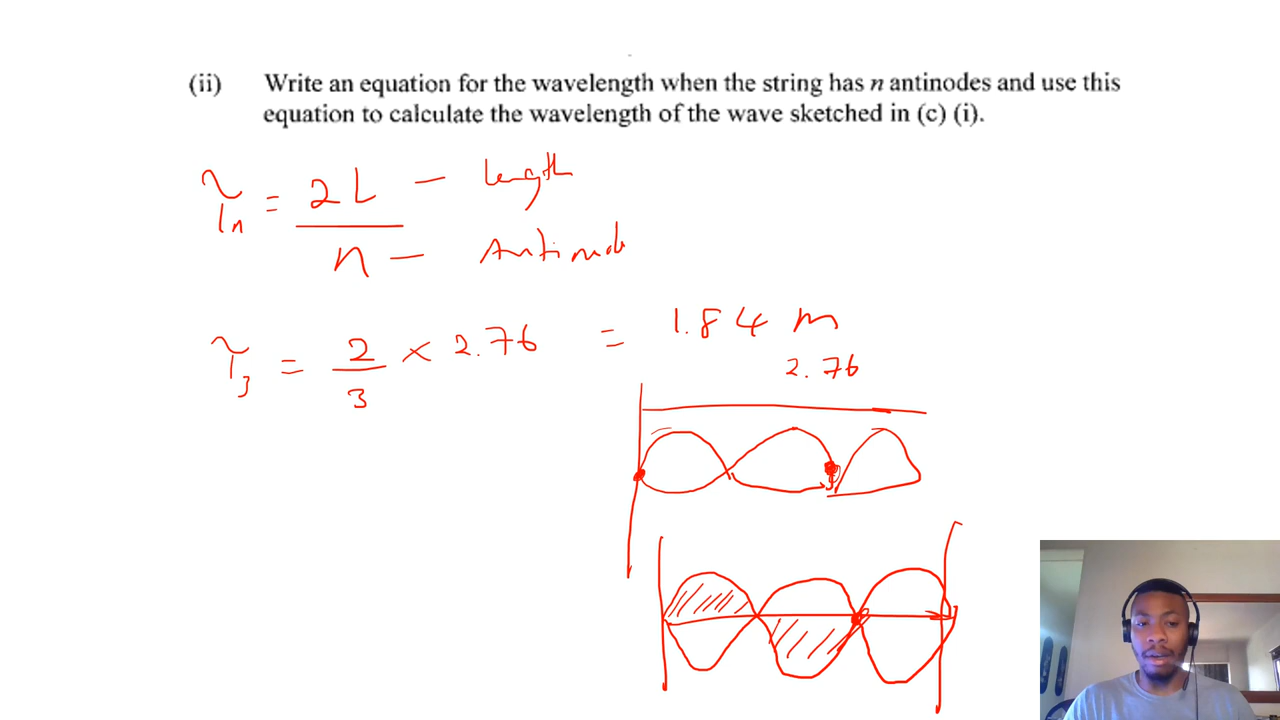 (ii) Write an equation for the wavelength when the string has n antinodes and use this
equation to calculate the wavelength of the wave sketched in (c) (i).
λn = 2L — length
n — Antinode
λ3 = 2/3 × 2.76 = 1.84 m
2.76